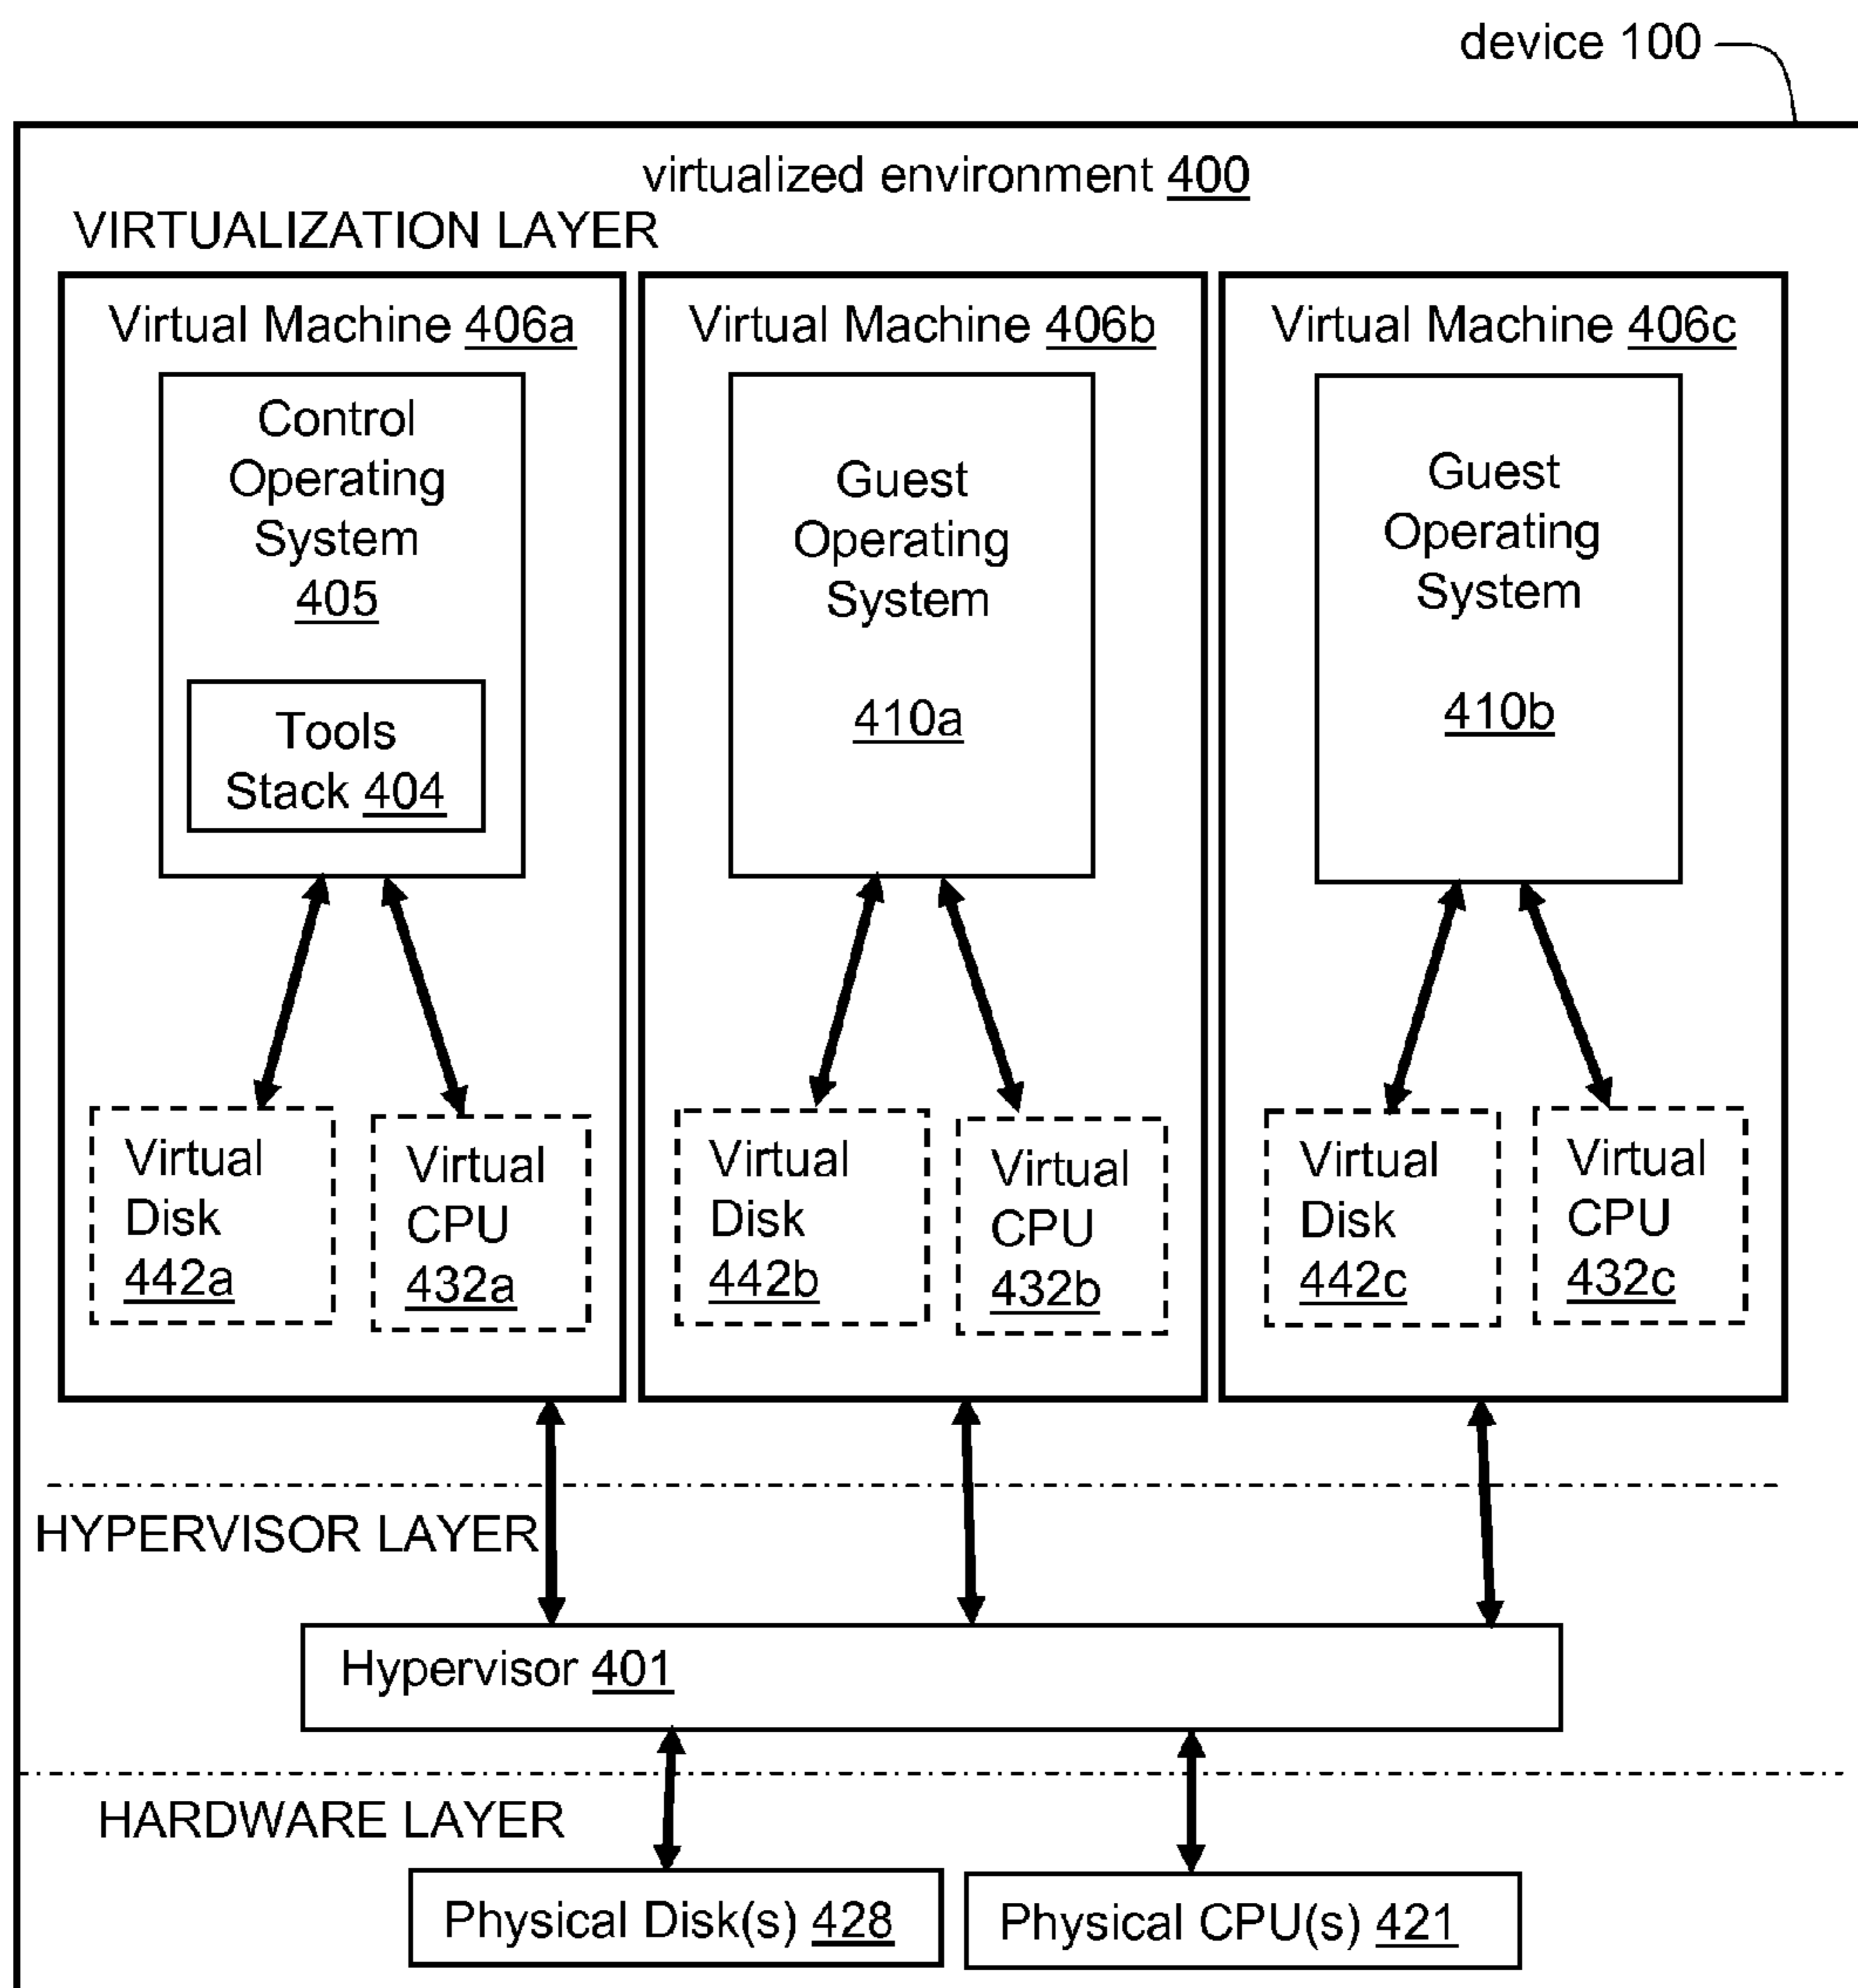 device 100
virtualized environment 400
VIRTUALIZATION LAYER
Virtual Machine 406a
Control
Operating
System
405
Tools
Stack 404
Virtual
Disk
442a
Virtual
CPU
432a
Virtual Machine 406b
Guest
Operating
System
410a
Virtual
Disk
442b
Virtual
CPU
432b
Virtual Machine 406c
Guest
Operating
System
410b
Virtual
Disk
442c
Virtual
CPU
432c
HYPERVISOR LAYER
Hypervisor 401
HARDWARE LAYER
Physical Disk(s) 428
Physical CPU(s) 421